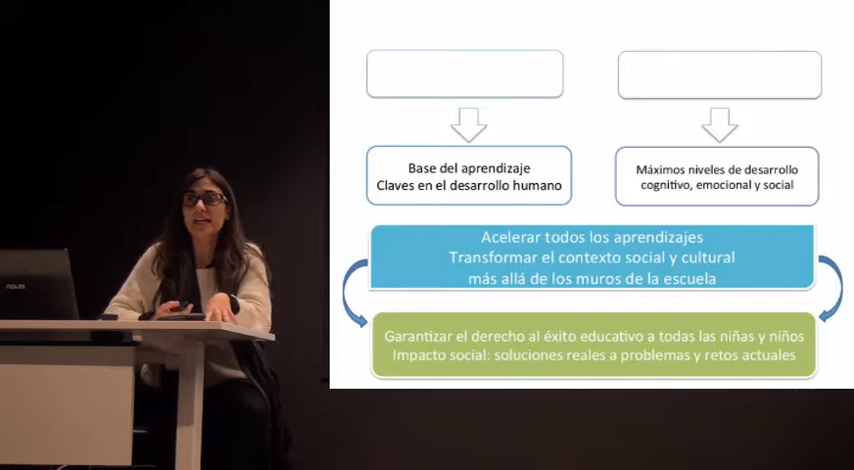 Base del aprendizaje
Claves en el desarrollo humano
Máximos niveles de desarrollo
cognitivo, emocional y social
Acelerar todos los aprendizajes
Transformar el contexto social y cultural
más allá de los muros de la escuela
Garantizar el derecho al éxito educativo a todas las niñas y niños
Impacto social: soluciones reales a problemas y retos actuales
ASUS